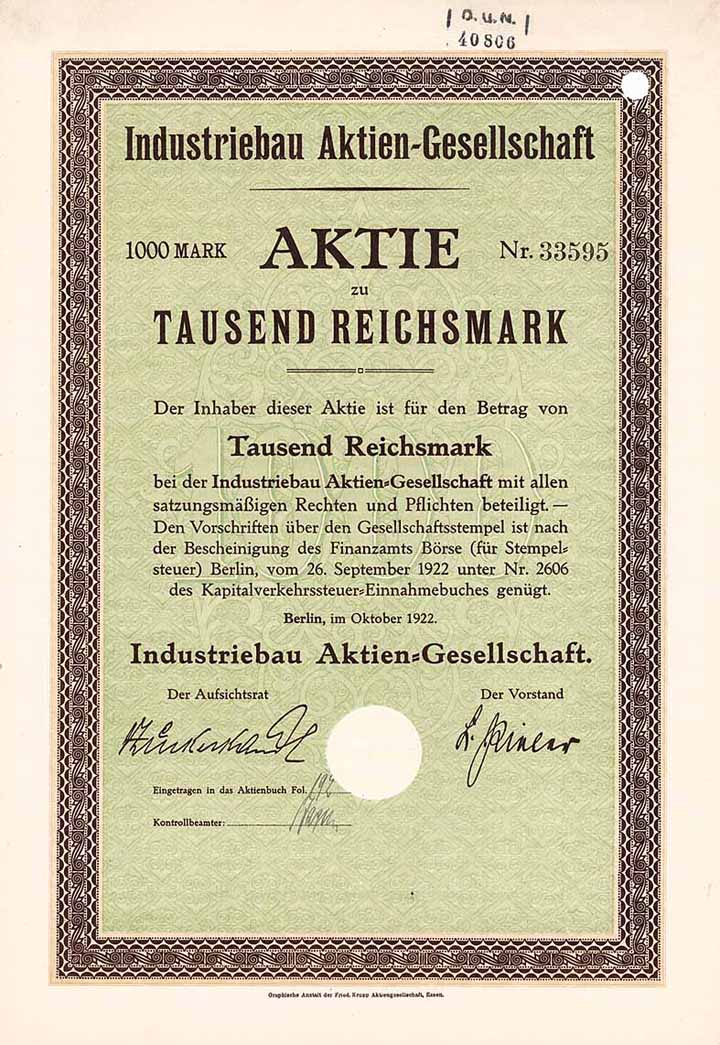 D.U.N.
40806
Industriebau Aktien-Gesellschaft
1000 MARK AKTIE Nr. 33595
zu
TAUSEND REICHSMARK
Der Inhaber dieser Aktie ist für den Betrag von
Tausend Reichsmark
bei der Industriebau Aktien=Gesellschaft mit allen
satzungsmäßigen Rechten und Pflichten beteiligt. —
Den Vorschriften über den Gesellschaftsstempel ist nach
der Bescheinigung des Finanzamts Börse (für Stempel=
steuer) Berlin, vom 26. September 1922 unter Nr. 2606
des Kapitalverkehrssteuer=Einnahmebuches genügt.
Berlin, im Oktober 1922.
Industriebau Aktien=Gesellschaft.
Der Aufsichtsrat Der Vorstand
Eingetragen in das Aktienbuch Fol. 192
Kontrollbeamter:
1000
Graphische Anstalt der Fried. Krupp Aktiengesellschaft, Essen.